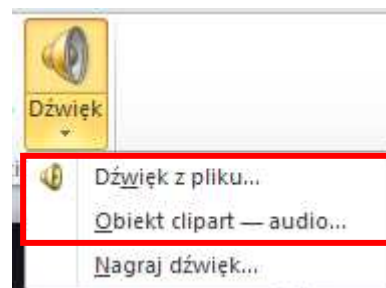 Dźwięk
Dźwięk z pliku...
Obiekt clipart — audio...
Nagraj dźwięk...